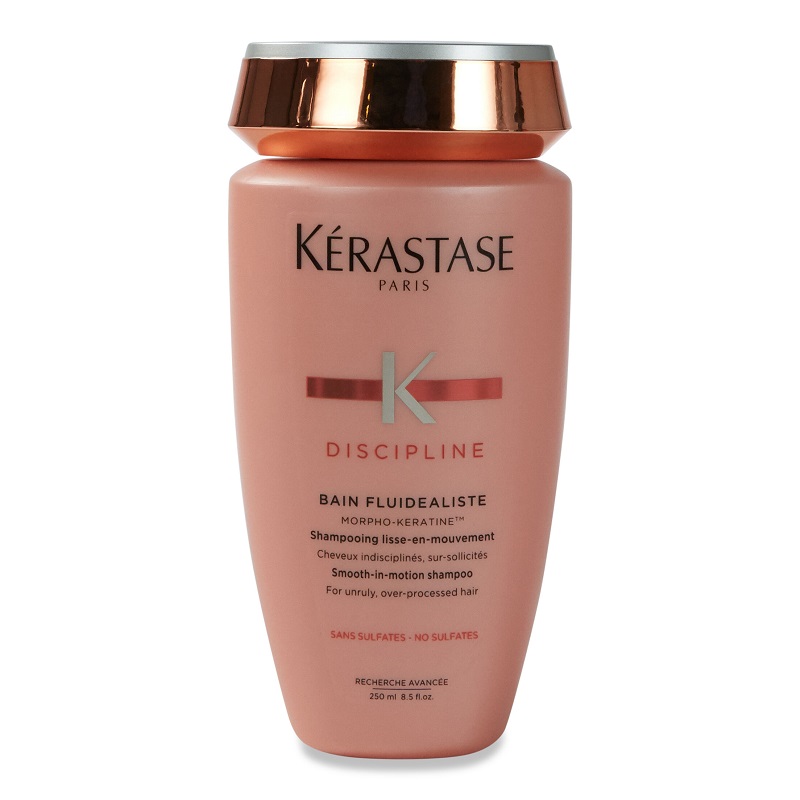 KÉRASTASE
PARIS
K
DISCIPLINE
BAIN FLUIDEALISTE
MORPHO-KERATINE™
Shampooing lisse-en-mouvement
Cheveux indisciplinés, sur-sollicités
Smooth-in-motion shampoo
For unruly, over-processed hair
SANS SULFATES - NO SULFATES
RECHERCHE AVANCÉE
250 ml 8.5 fl.oz.